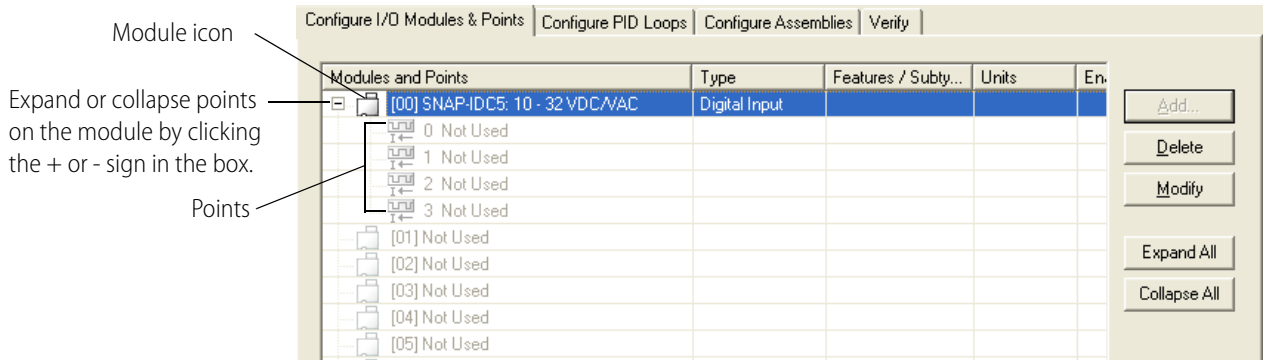 Configure I/O Modules & Points Configure PID Loops Configure Assemblies Verify
Module icon
Modules and Points Type Features / Subty... Units En
Expand or collapse points
on the module by clicking
the + or - sign in the box.
[00] SNAP-IDC5: 10 - 32 VDC/VAC Digital Input
Add...
0 Not Used
1 Not Used
Delete
2 Not Used
Modify
Points
3 Not Used
[01] Not Used
[02] Not Used
Expand All
[03] Not Used
Collapse All
[04] Not Used
[05] Not Used